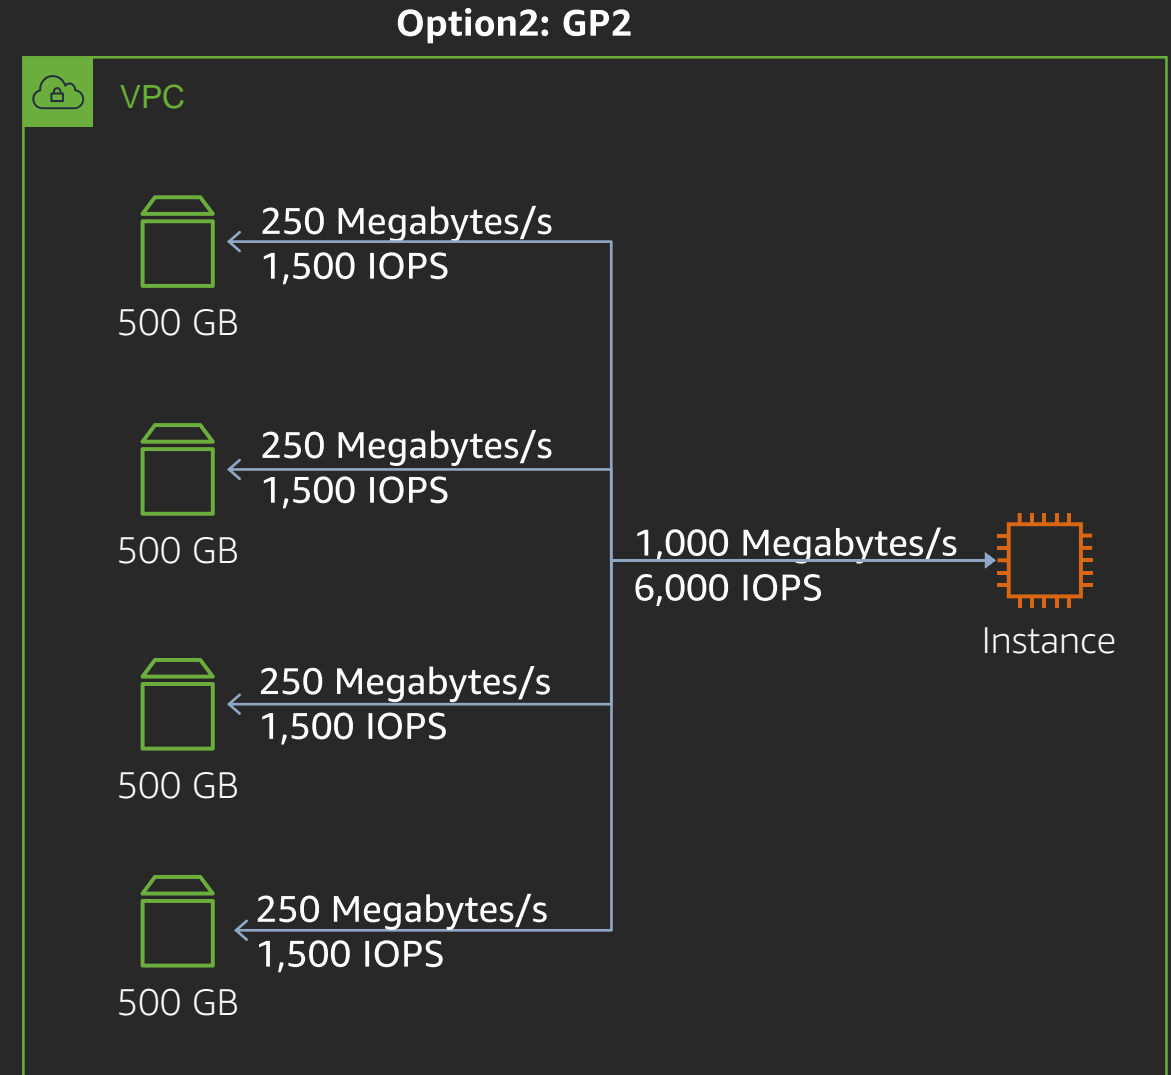 Option2: GP2
VPC
250 Megabytes/s
1,500 IOPS
500 GB
250 Megabytes/s
1,500 IOPS
500 GB
1,000 Megabytes/s
6,000 IOPS
Instance
250 Megabytes/s
1,500 IOPS
500 GB
250 Megabytes/s
1,500 IOPS
500 GB